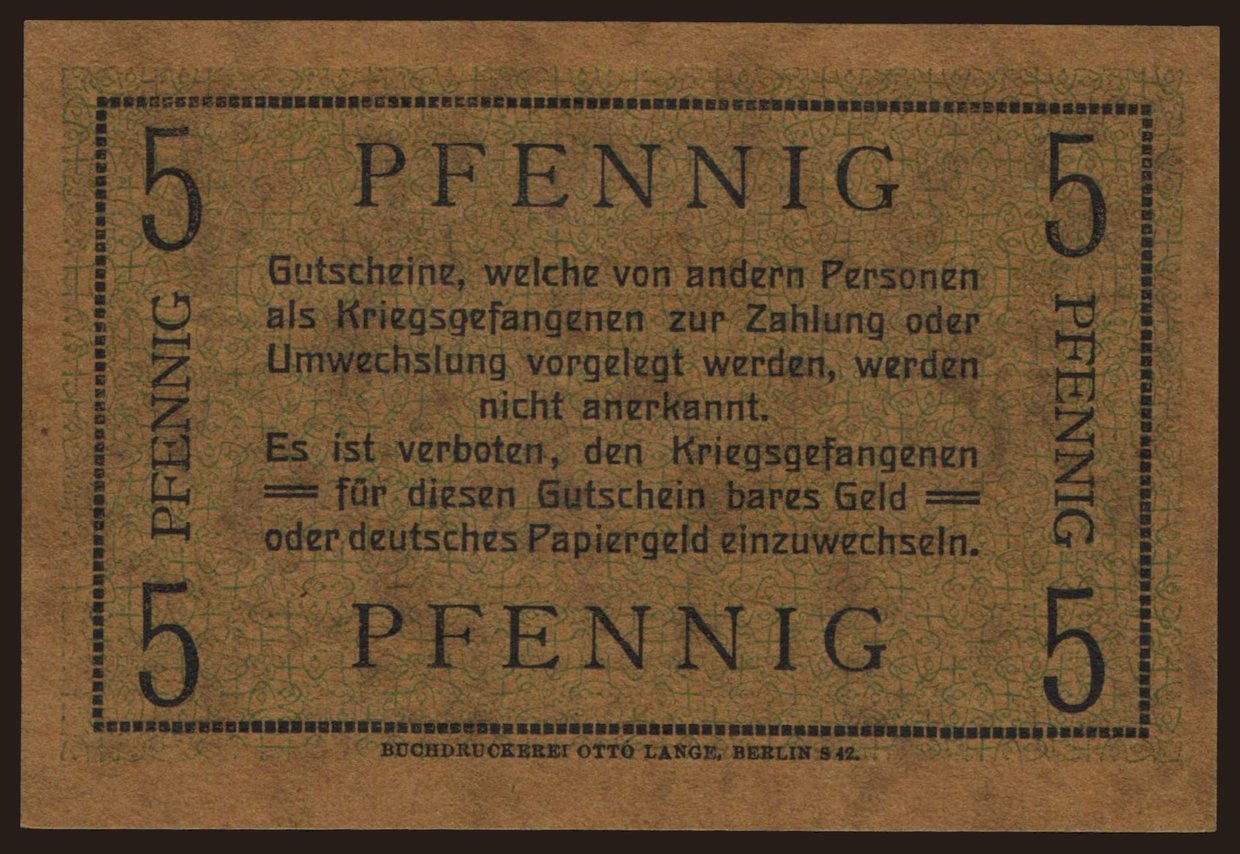 5 PFENNIG 5
PFENNIG
Gutscheine, welche von andern Personen
als Kriegsgefangenen zur Zahlung oder
Umwechslung vorgelegt werden, werden
nicht anerkannt.
Es ist verboten, den Kriegsgefangenen
für diesen Gutschein bares Geld
oder deutsches Papiergeld einzuwechseln.
PFENNIG
5 PFENNIG 5
BUCHDRUCKEREI OTTO LANGE, BERLIN S 42.